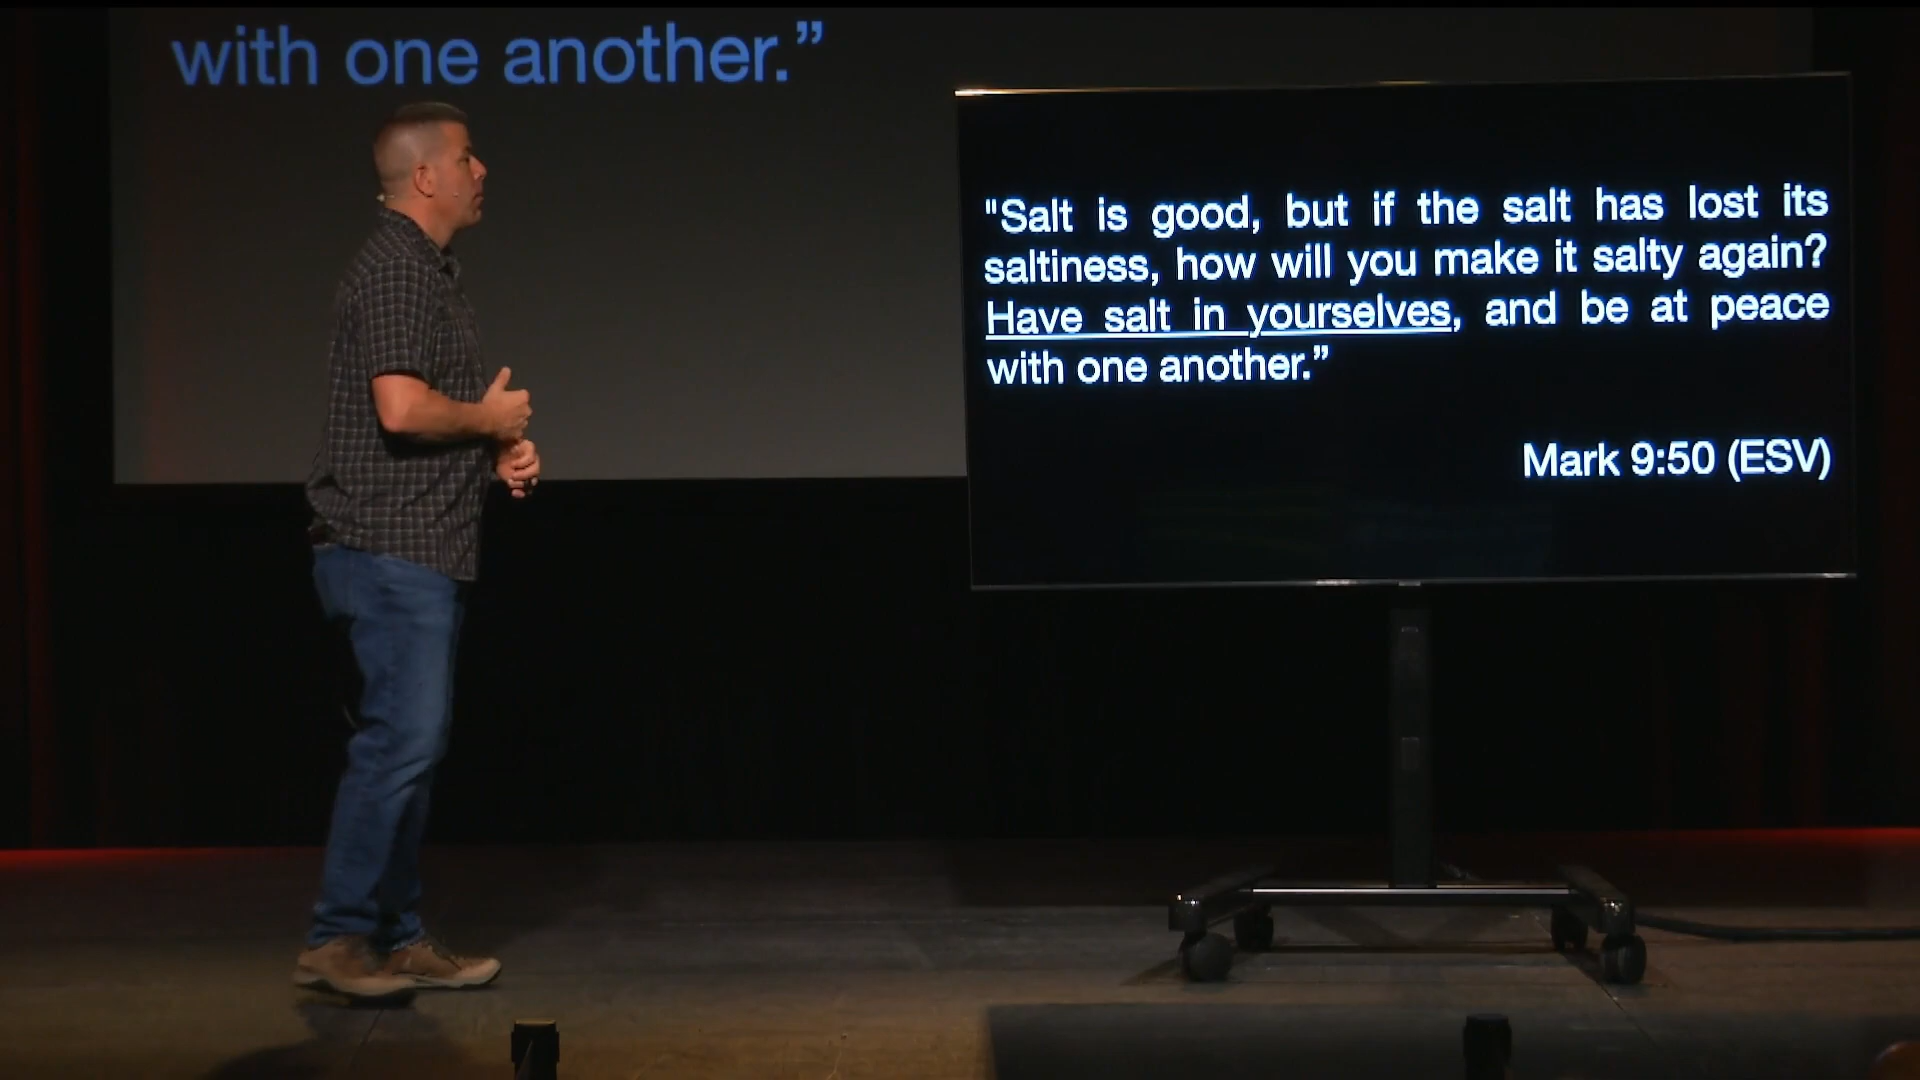 with one another.”
"Salt is good, but if the salt has lost its
saltiness, how will you make it salty again?
Have salt in yourselves, and be at peace
with one another.”
Mark 9:50 (ESV)